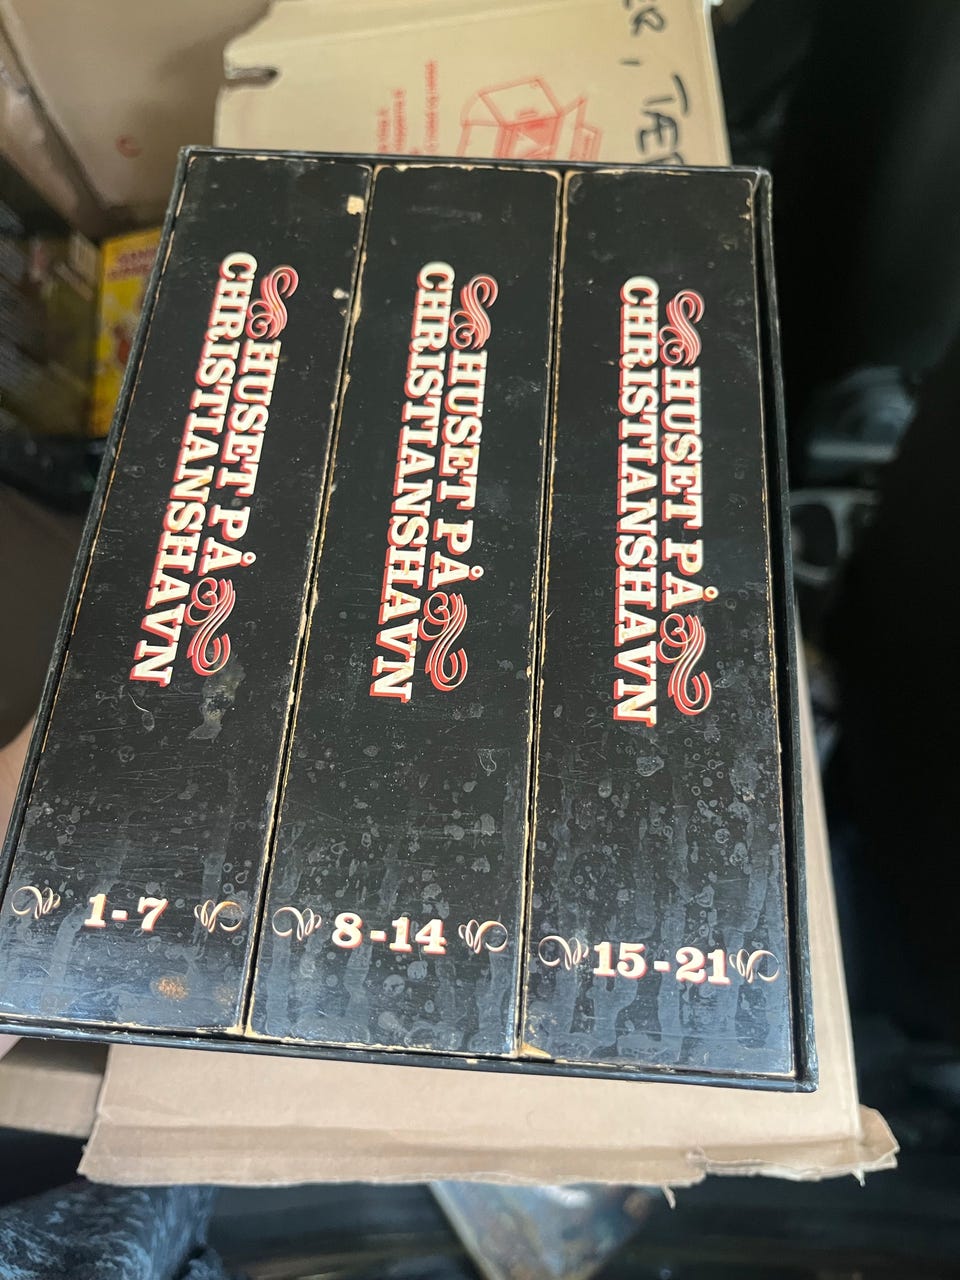 HUSET PÅ
CHRISTIANSHAVN
1-7
HUSET PÅ
CHRISTIANSHAVN
8-14
HUSET PÅ
CHRISTIANSHAVN
15-21